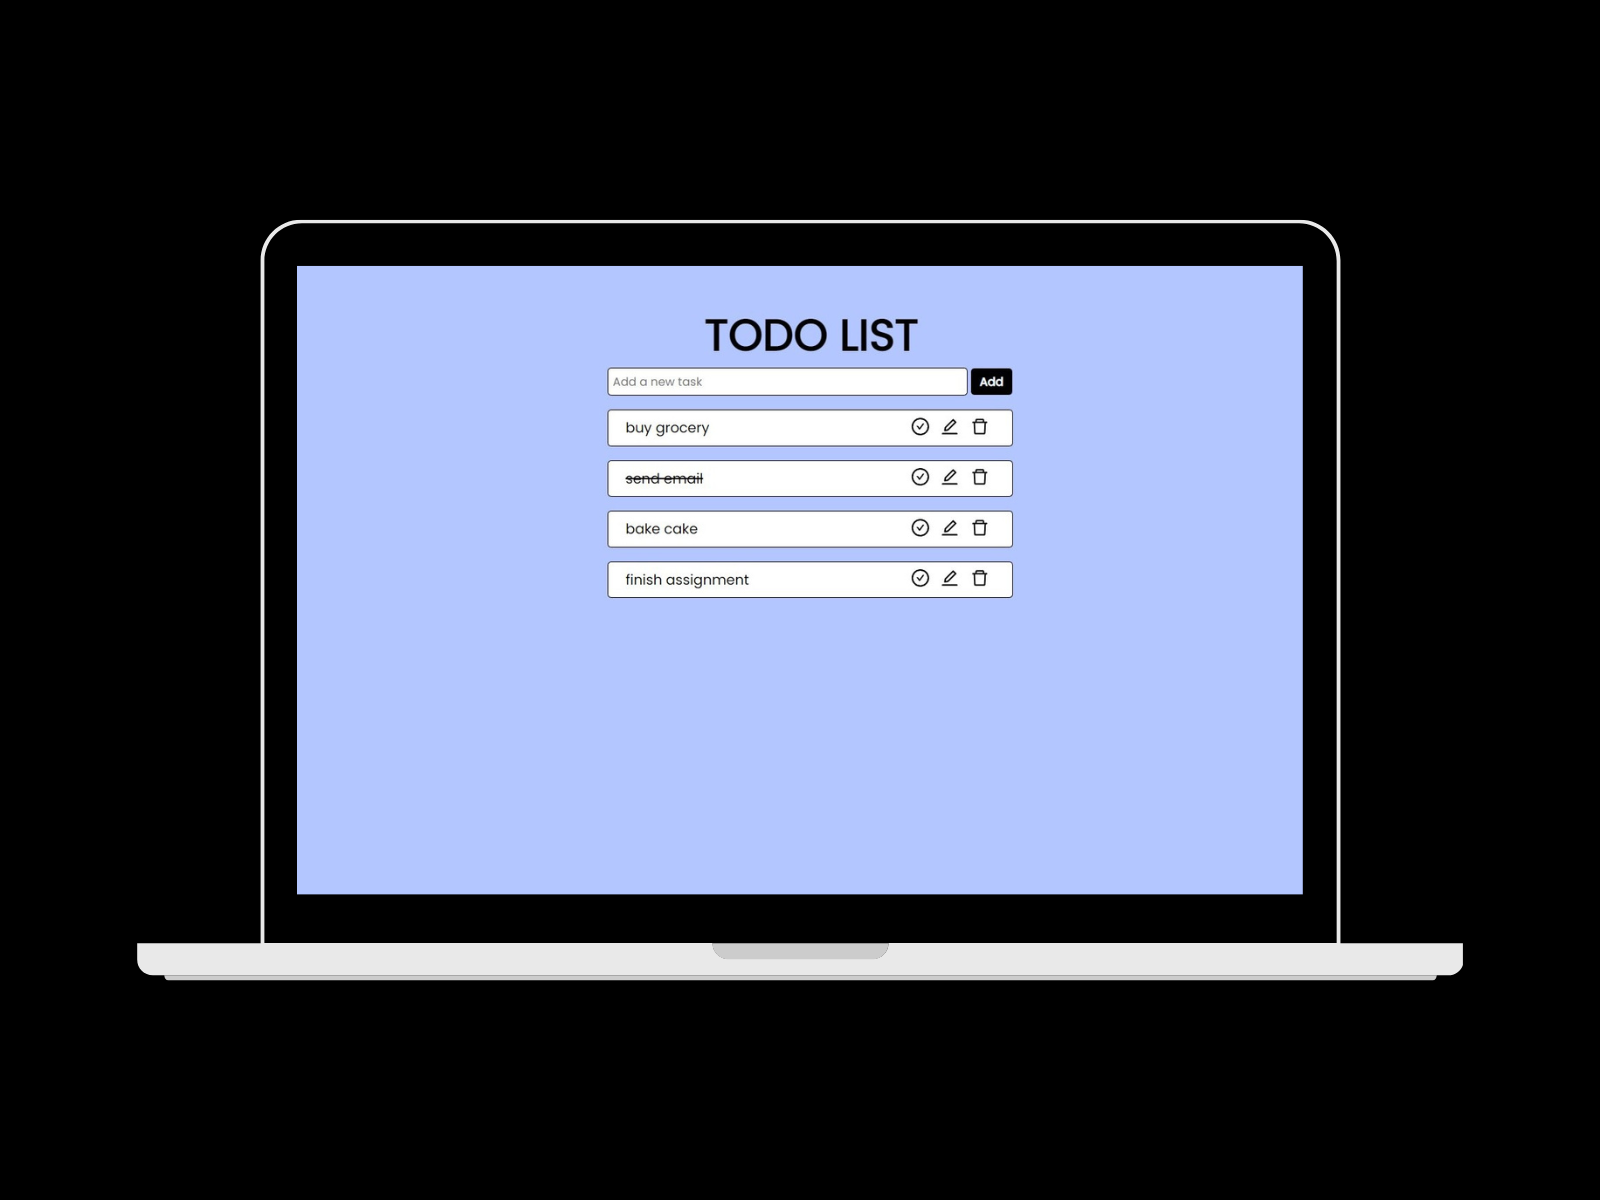 TODO LIST
Add a new task
Add
buy grocery
send email
bake cake
finish assignment